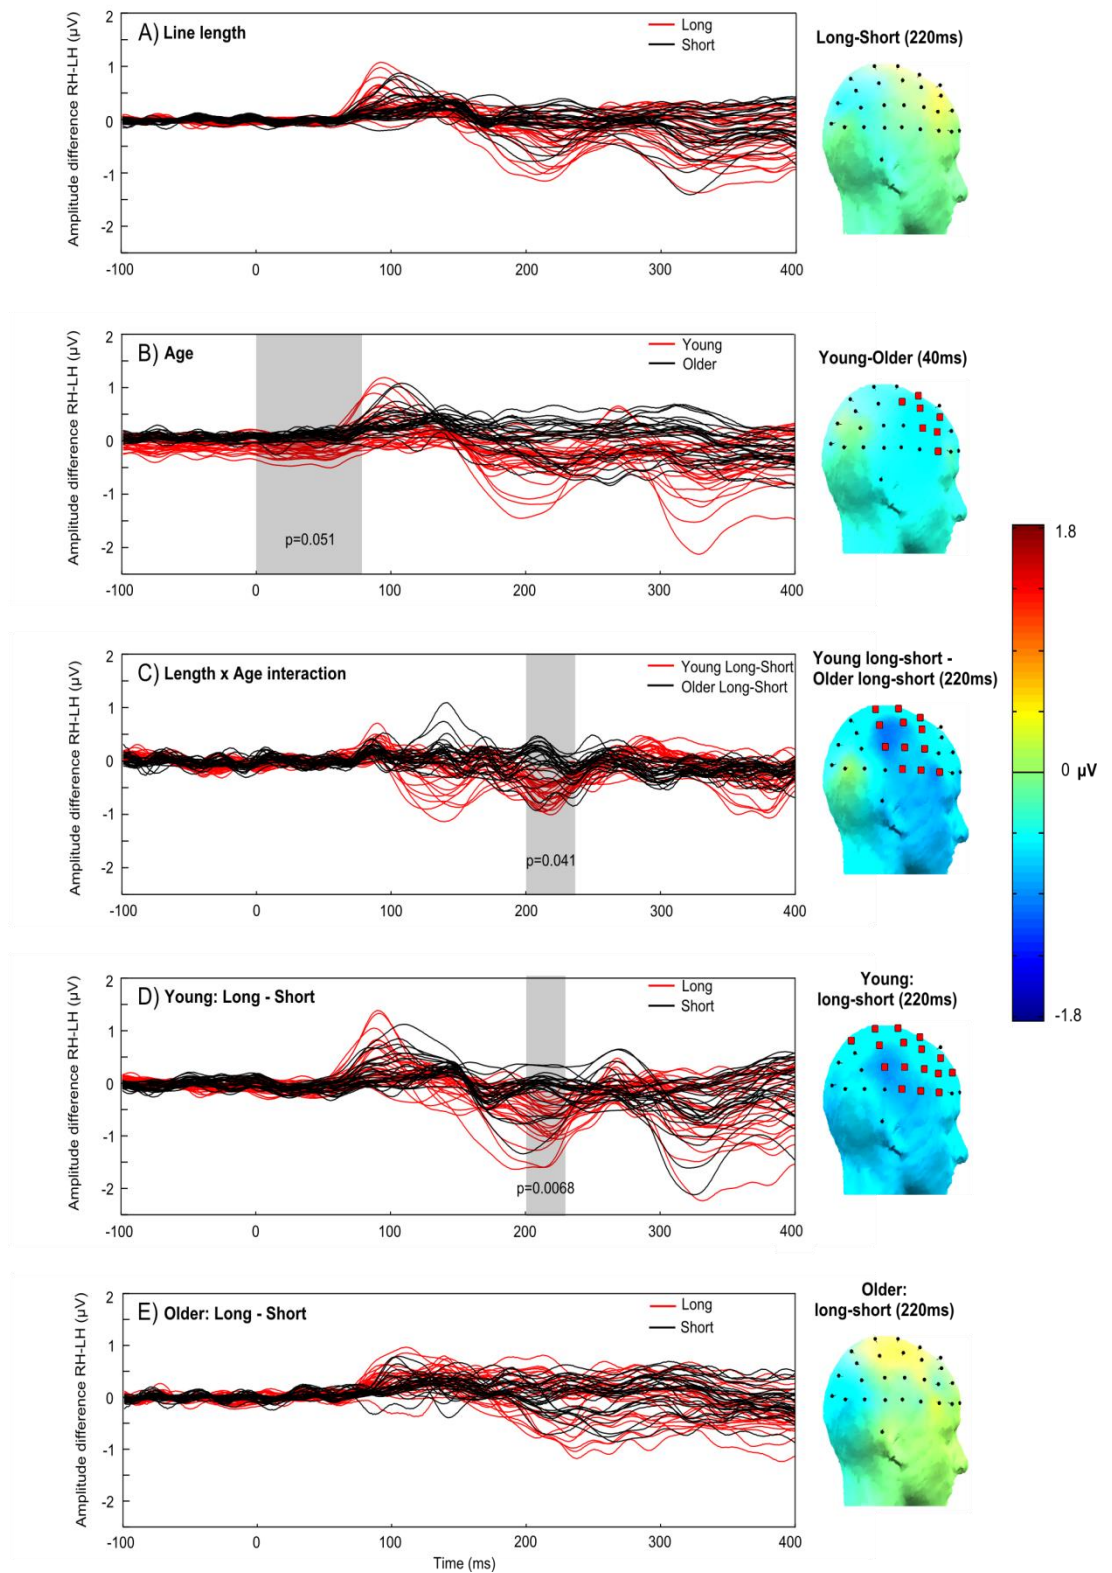 A) Line length
Long
Short
Long-Short (220ms)
Amplitude difference RH-LH (µV)
2
1
0
-1
-2
-100
0
100
200
300
400
B) Age
Young
Older
Young-Older (40ms)
Amplitude difference RH-LH (µV)
2
1
0
-1
-2
p=0.051
-100
0
100
200
300
400
C) Length x Age interaction
Young Long-Short
Older Long-Short
Young long-short -
Older long-short (220ms)
Amplitude difference RH-LH (µV)
2
1
0
-1
-2
p=0.041
-100
0
100
200
300
400
1.8
0 µV
-1.8
D) Young: Long - Short
Long
Short
Young:
long-short (220ms)
Amplitude difference RH-LH (µV)
2
1
0
-1
-2
p=0.0068
-100
0
100
200
300
400
E) Older: Long - Short
Long
Short
Older:
long-short (220ms)
Amplitude difference RH-LH (µV)
2
1
0
-1
-2
-100
0
100
200
300
400
Time (ms)